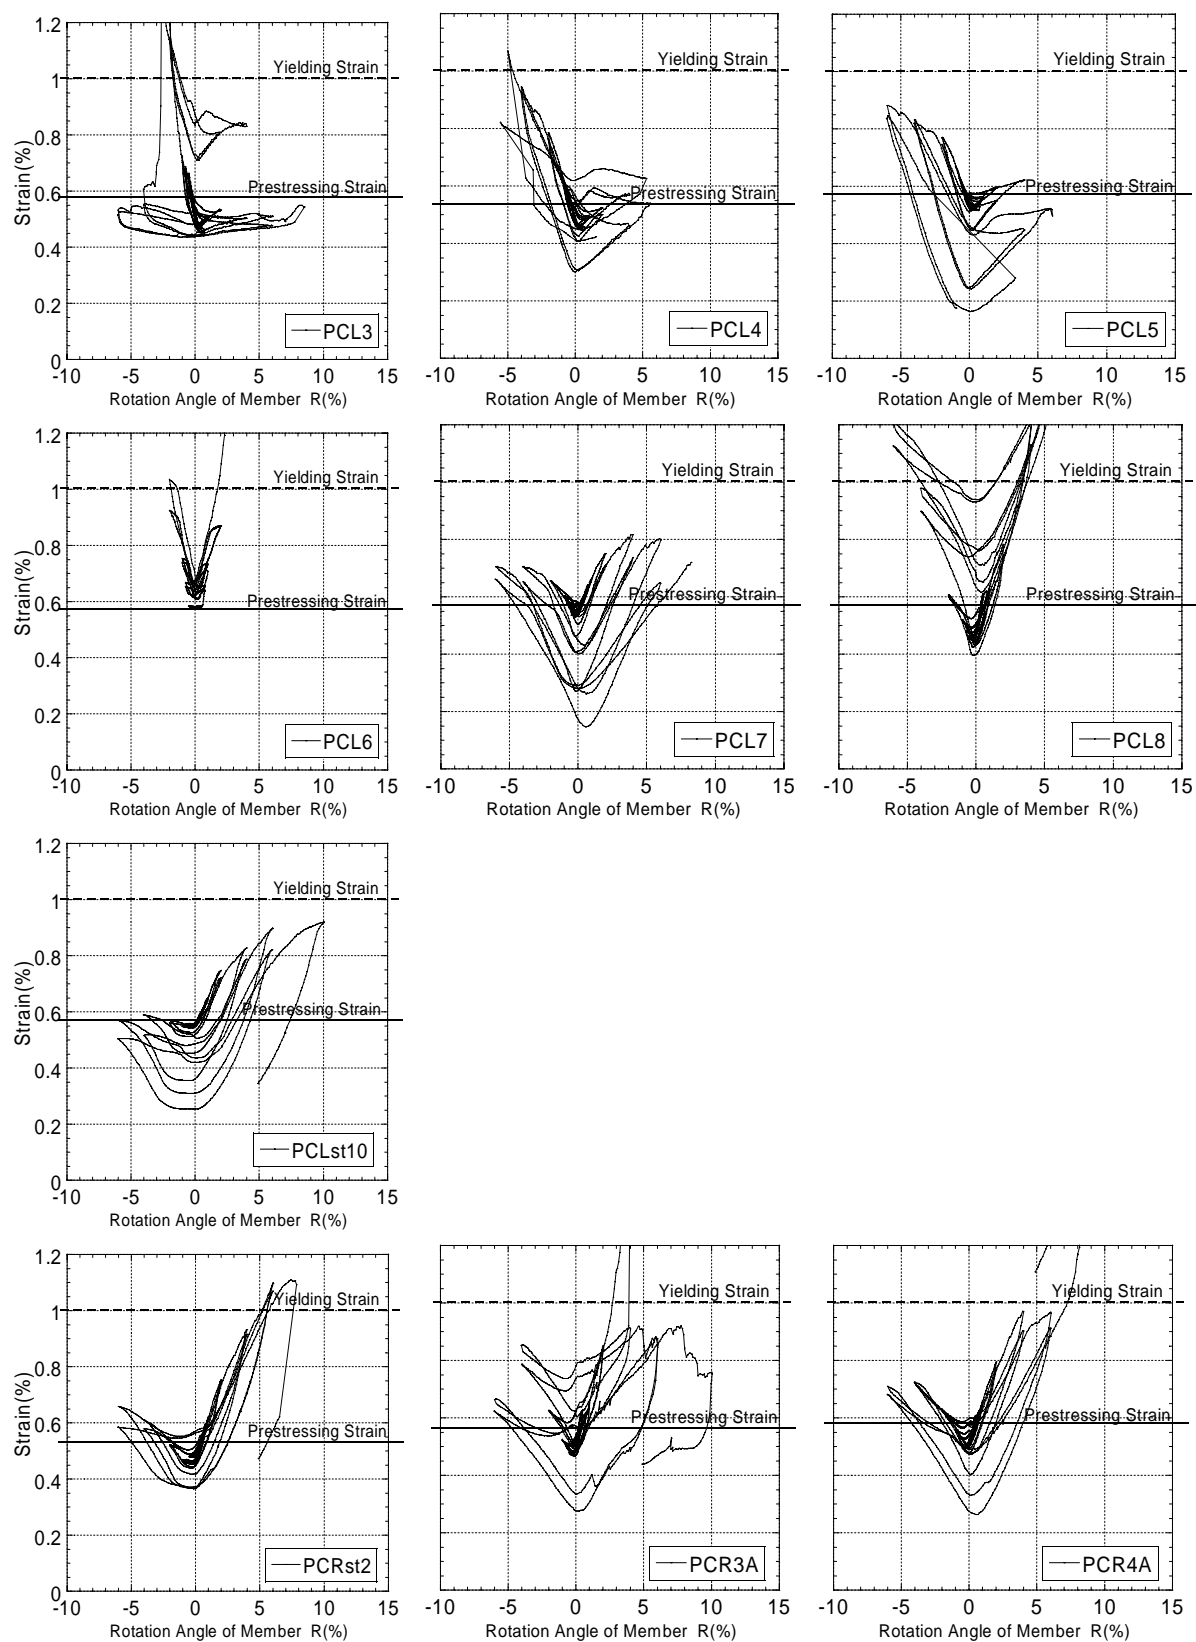 1.2
1
0.8
0.6
0.4
0.2
0
Strain(%)
Yielding Strain
Prestressing Strain
PCL3
-10 -5 0 5 10 15
Rotation Angle of Member R(%)
Yielding Strain
Prestressing Strain
PCL4
-10 -5 0 5 10 15
Rotation Angle of Member R(%)
Yielding Strain
Prestressing Strain
PCL5
-10 -5 0 5 10 15
Rotation Angle of Member R(%)
1.2
1
0.8
0.6
0.4
0.2
0
Strain(%)
Yielding Strain
Prestressing Strain
PCL6
-10 -5 0 5 10 15
Rotation Angle of Member R(%)
Yielding Strain
Prestressing Strain
PCL7
-10 -5 0 5 10 15
Rotation Angle of Member R(%)
Yielding Strain
Prestressing Strain
PCL8
-10 -5 0 5 10 15
Rotation Angle of Member R(%)
1.2
1
0.8
0.6
0.4
0.2
0
Strain(%)
Yielding Strain
Prestressing Strain
PCLst10
-10 -5 0 5 10 15
Rotation Angle of Member R(%)
1.2
1
0.8
0.6
0.4
0.2
0
Strain(%)
Yielding Strain
Prestressing Strain
PCRst2
-10 -5 0 5 10 15
Rotation Angle of Member R(%)
Yielding Strain
Prestressing Strain
PCR3A
-10 -5 0 5 10 15
Rotation Angle of Member R(%)
Yielding Strain
Prestressing Strain
PCR4A
-10 -5 0 5 10 15
Rotation Angle of Member R(%)